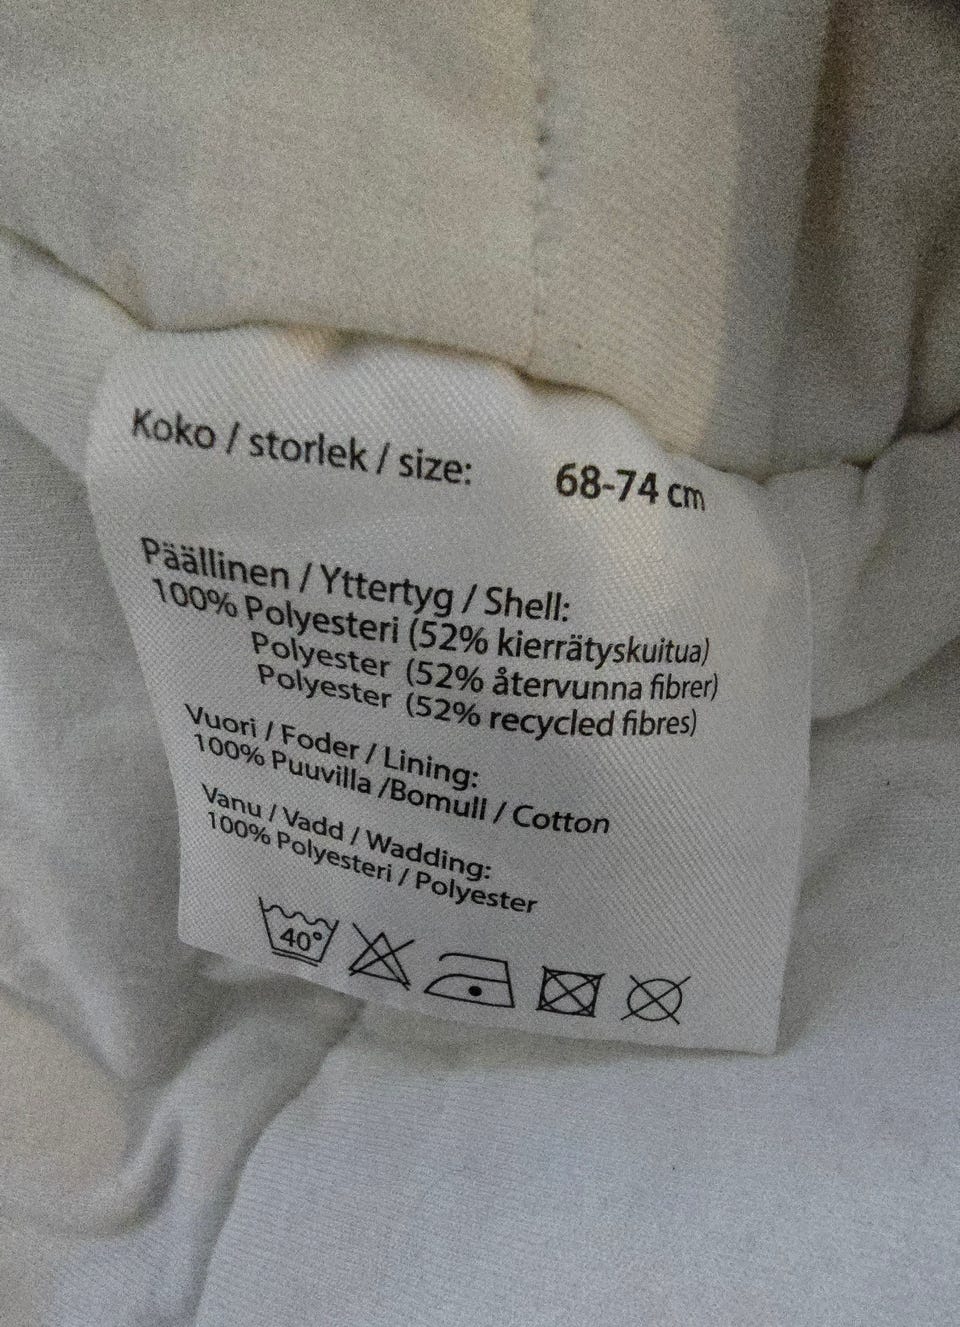 Koko / storlek / size: 68-74 cm
Päällinen / Yttertyg / Shell:
100% Polyesteri (52% kierrätyskuitua)
Polyester (52% återvunna fibrer)
Polyester (52% recycled fibres)
Vuori / Foder / Lining:
100% Puuvilla /Bomull / Cotton
Vanu / Vadd / Wadding:
100% Polyesteri / Polyester
40°